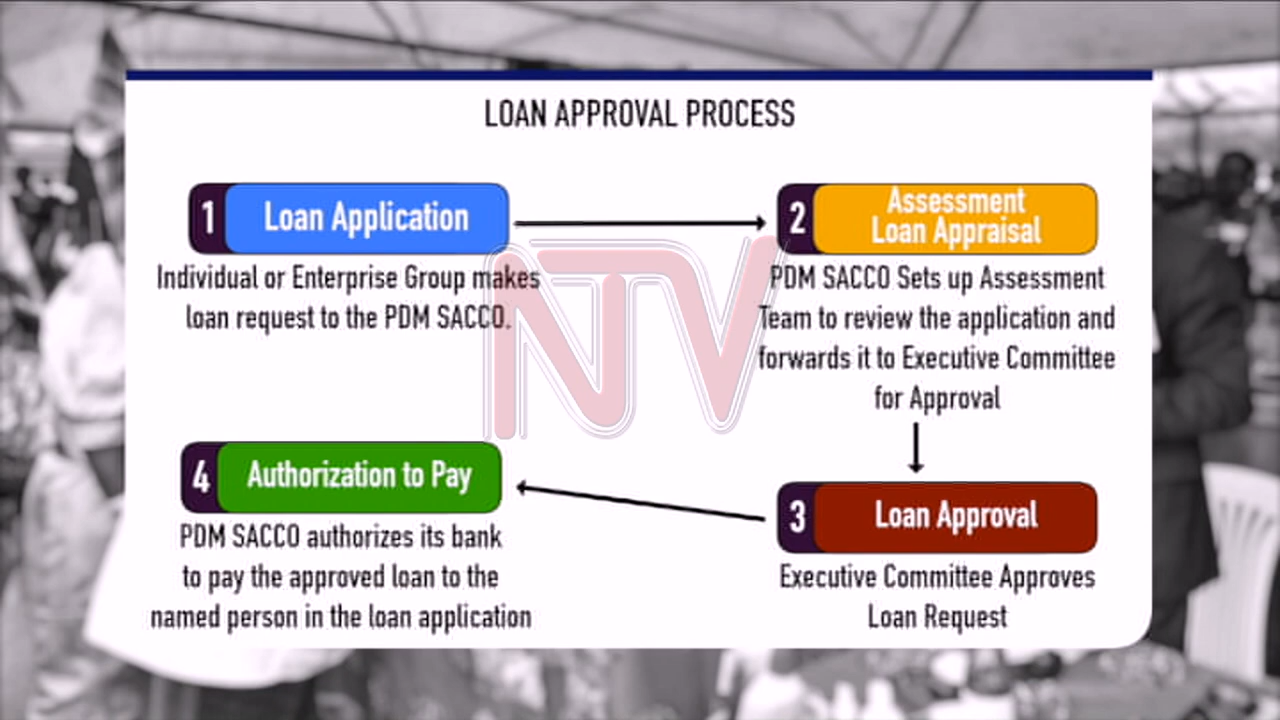 LOAN APPROVAL PROCESS
1 Loan Application
Individual or Enterprise Group makes
loan request to the PDM SACCO.
2 Assessment
Loan Appraisal
PDM SACCO Sets up Assessment
Team to review the application and
forwards it to Executive Committee
for Approval
3 Loan Approval
Executive Committee Approves
Loan Request
4 Authorization to Pay
PDM SACCO authorizes its bank
to pay the approved loan to the
named person in the loan application
NTV